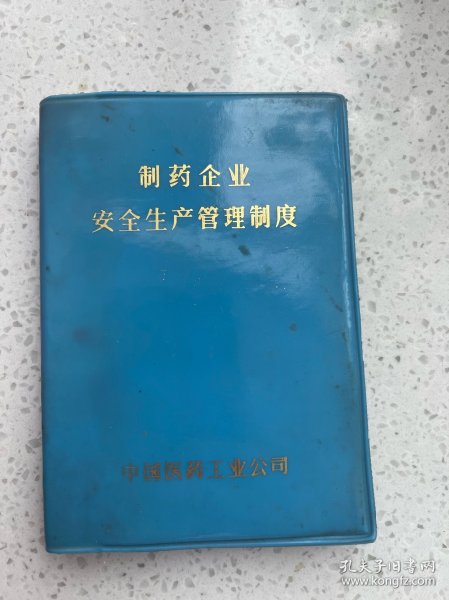 制药企业
安全生产管理制度
中国医药工业公司
孔夫子旧书网
www.kongfz.com